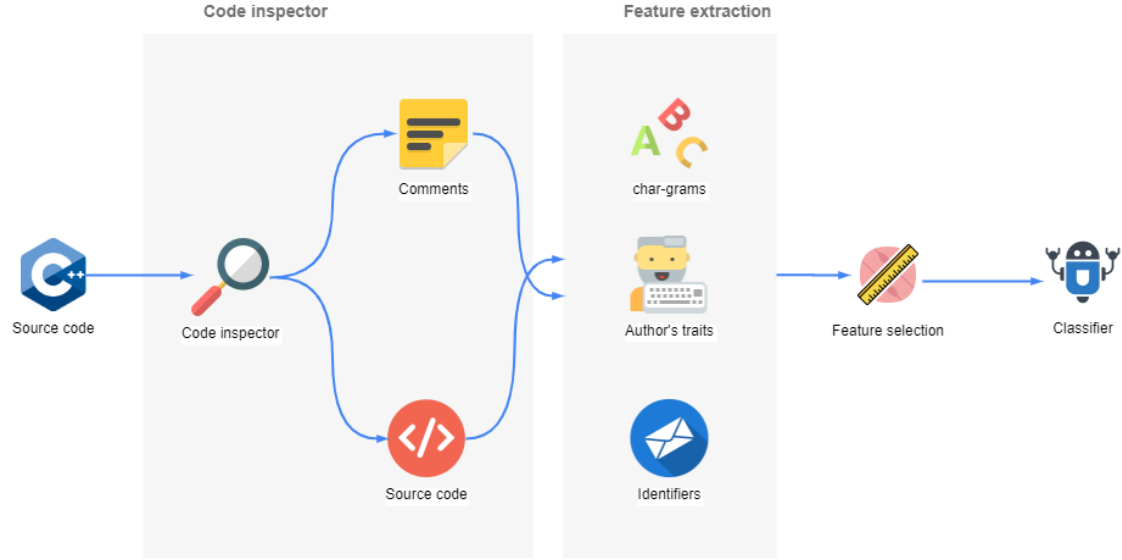 Code inspector
Feature extraction
C++
Comments
A B C
char-grams
Source code
Code inspector
Author's traits
Feature selection
Classifier
</>
Source code
Identifiers